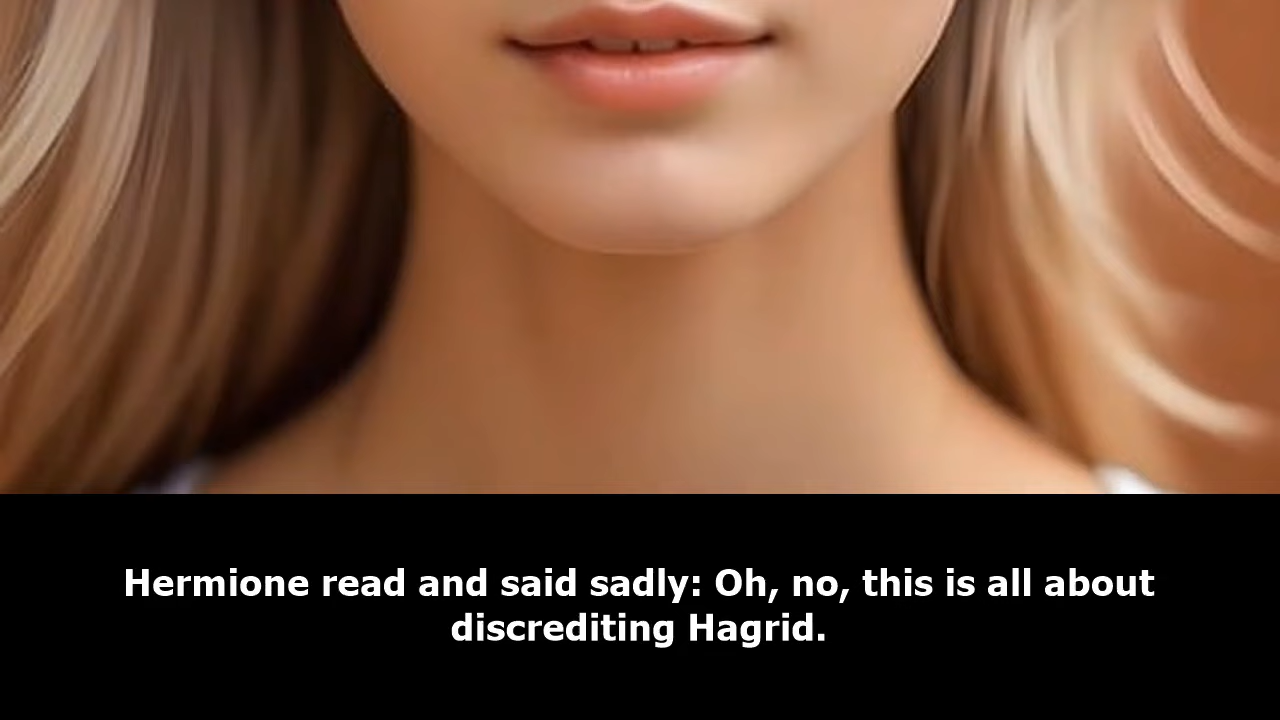 Hermione read and said sadly: Oh, no, this is all about
discrediting Hagrid.